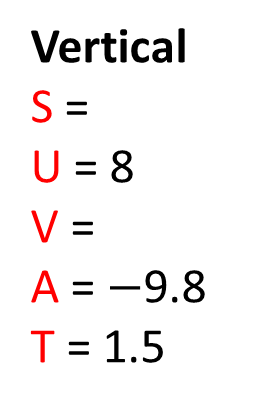 Vertical
S =
U = 8
V =
A = −9.8
T = 1.5